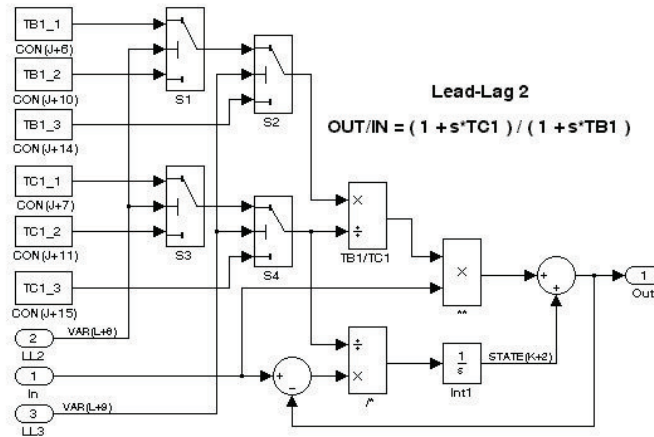 TB1_1
CON(J+6)
TB1_2
CON(J+10)
S1
TB1_3
CON(J+14)
S2
Lead-Lag 2
OUT/IN = ( 1 + s*TC1 ) / ( 1 + s*TB1 )
TC1_1
CON(J+7)
TC1_2
CON(J+11)
S3
TC1_3
CON(J+15)
S4
×
÷
TB1/TC1
×
**
+
+
1
Out
2
VAR(L+8)
LL2
1
In
3
VAR(L+9)
LL3
+
−
÷
×
/*
1
s
Int1
STATE(K+2)